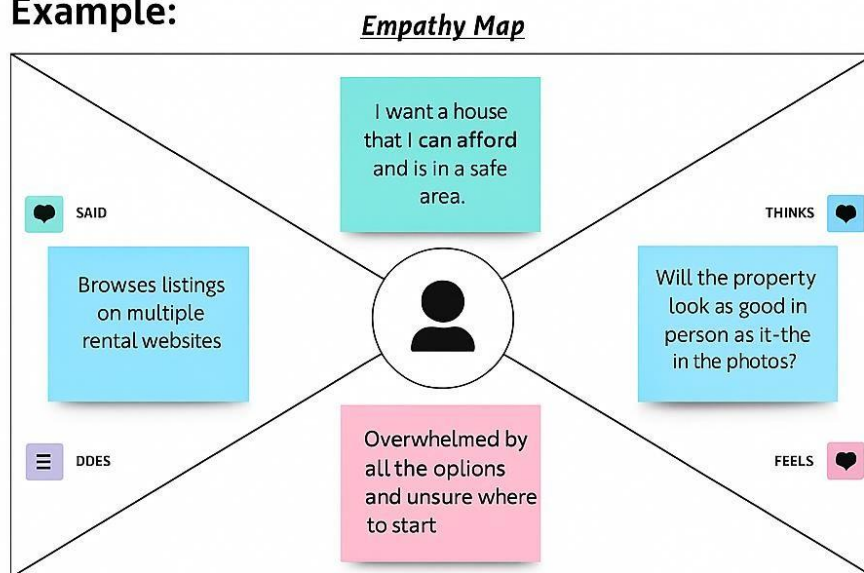 Example:
Empathy Map
I want a house
that I can afford
and is in a safe
area.
SAID
THINKS
Browses listings
on multiple
rental websites
Will the property
look as good in
person as it-the
in the photos?
Overwhelmed by
all the oplions
and unsure where
to start
DDES
FEELS